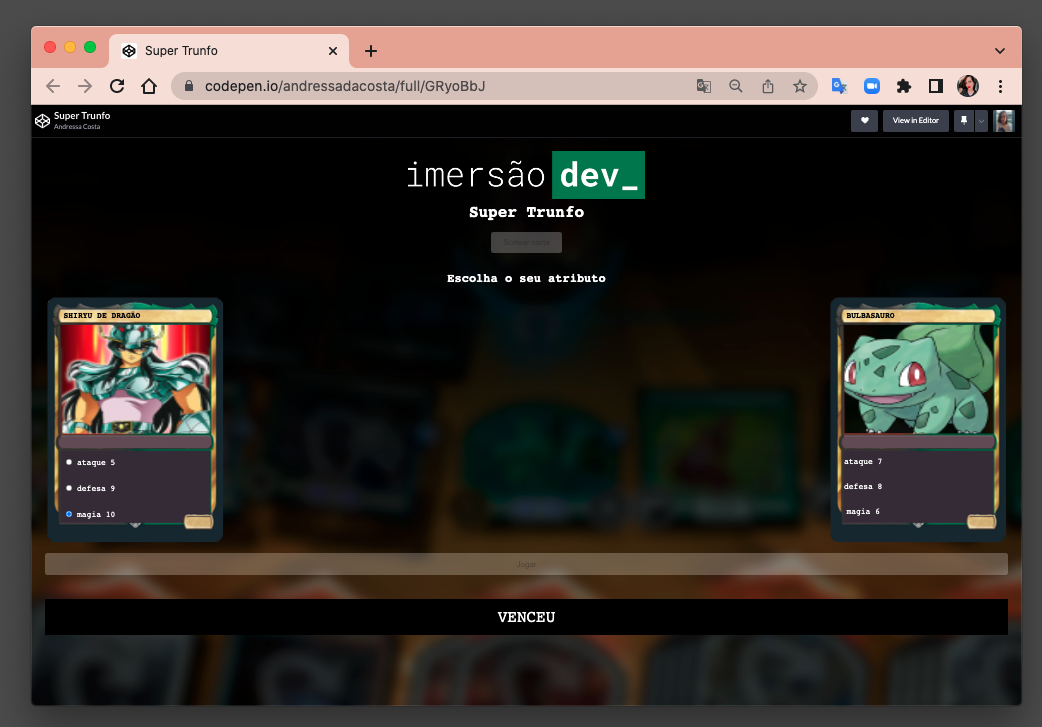 Super Trunfo
codepen.io/andressadacosta/full/GRyoBbJ
Super Trunfo
Andressa Costa
View in Editor
imersão dev_
Super Trunfo
Sortear carta
Escolha o seu atributo
SHIRYU DE DRAGÃO
ataque 5
defesa 9
magia 10
BULBASAURO
ataque 7
defesa 8
magia 6
Jogar
VENCEU